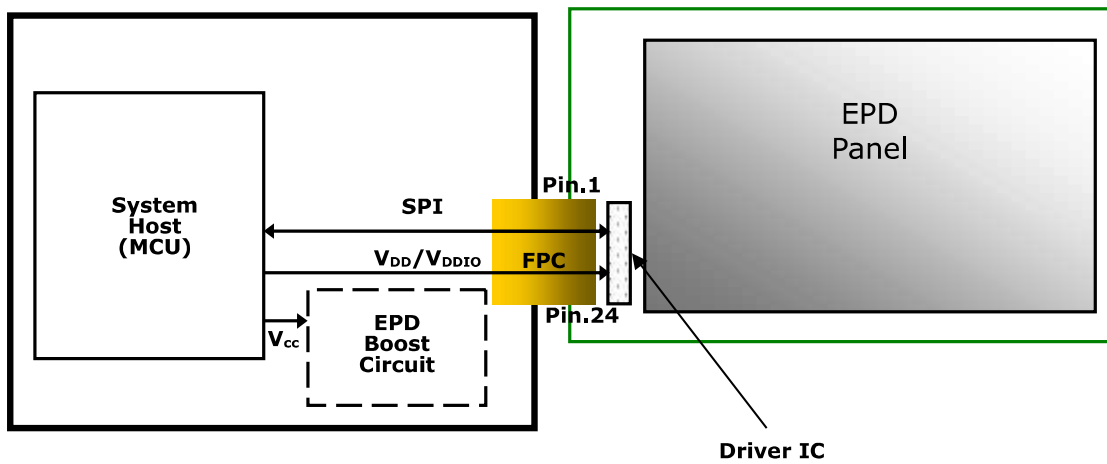 EPD
Panel
Pin.1
System
Host
(MCU)
SPI
VDD/VDDIO
FPC
Pin.24
VCC
EPD
Boost
Circuit
Driver IC